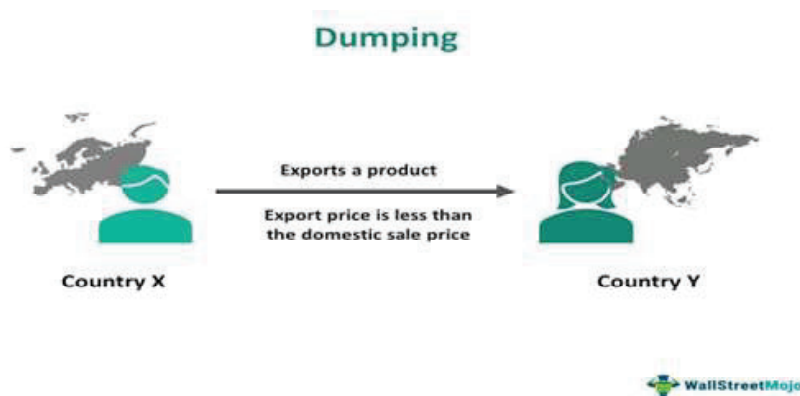 Dumping
Exports a product
Export price is less than
the domestic sale price
Country X
Country Y
WallStreetMojo